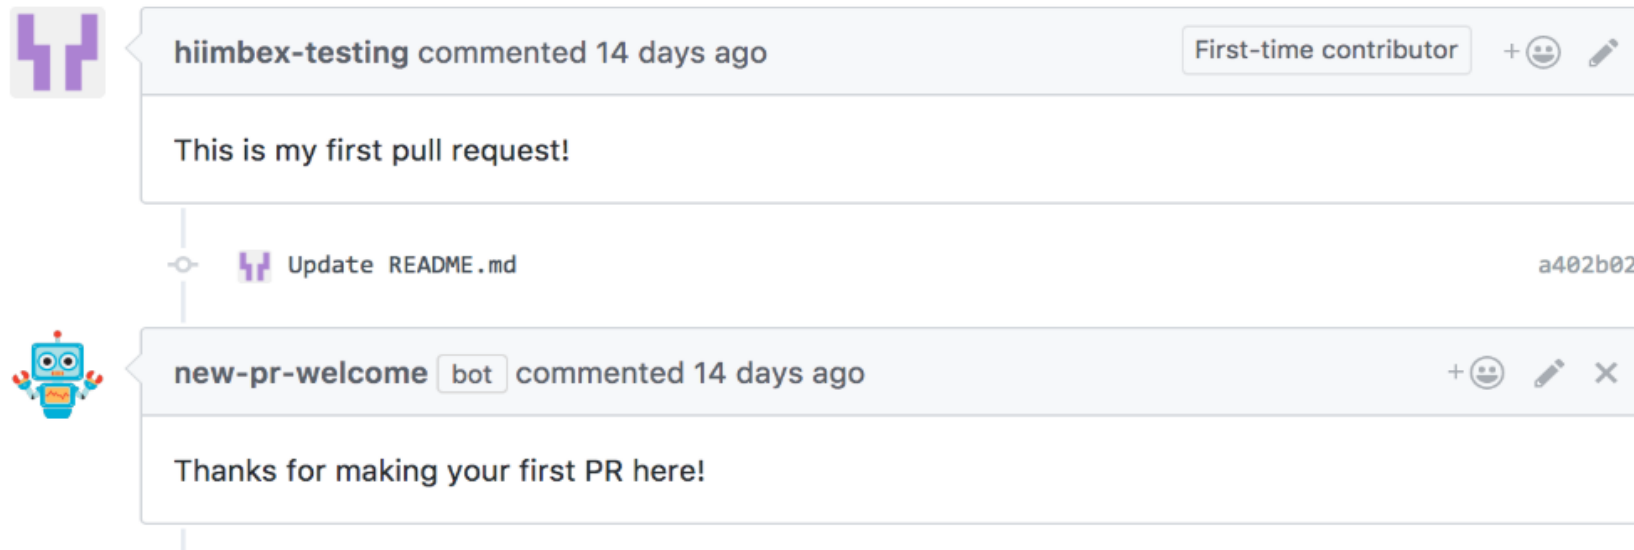 hiimbex-testing commented 14 days ago First-time contributor
This is my first pull request!
Update README.md a402b02
new-pr-welcome bot commented 14 days ago
Thanks for making your first PR here!